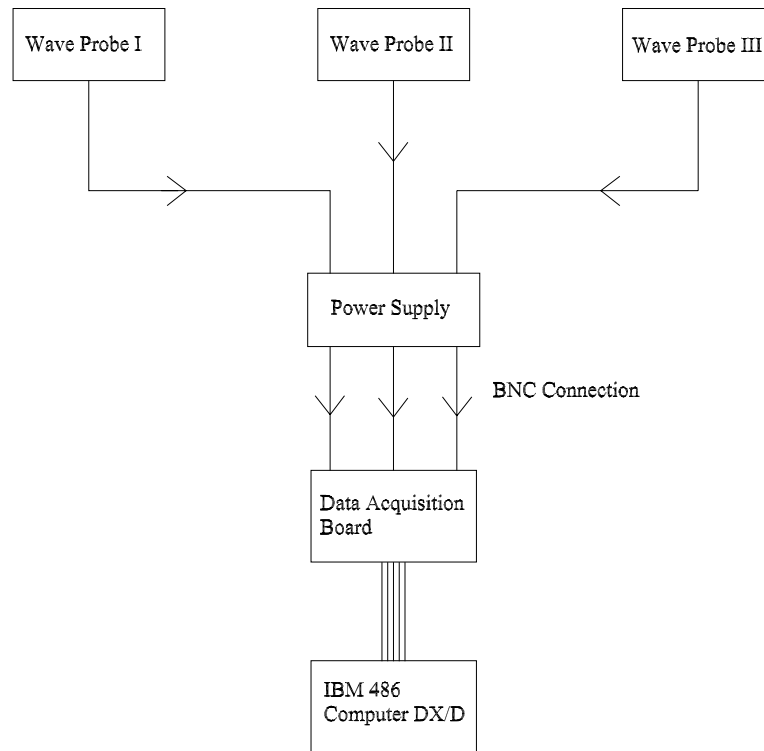 Wave Probe I
Wave Probe II
Wave Probe III
Power Supply
BNC Connection
Data Acquisition
Board
IBM 486
Computer DX/D